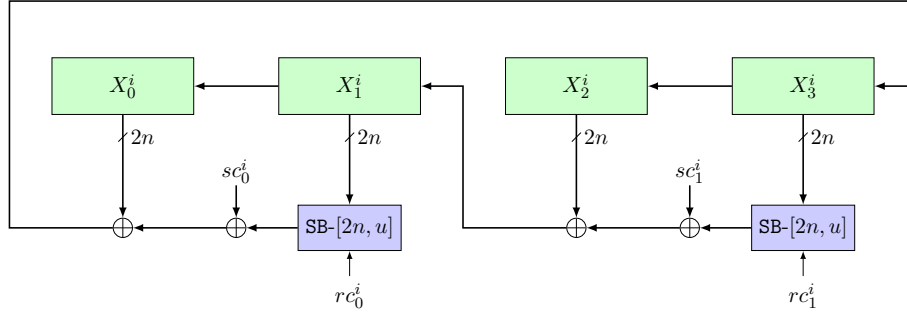 $X_0^i$ $X_1^i$ $X_2^i$ $X_3^i$
2n 2n 2n 2n
$sc_0^i$ $sc_1^i$
SB-[2n, u] SB-[2n, u]
$rc_0^i$ $rc_1^i$